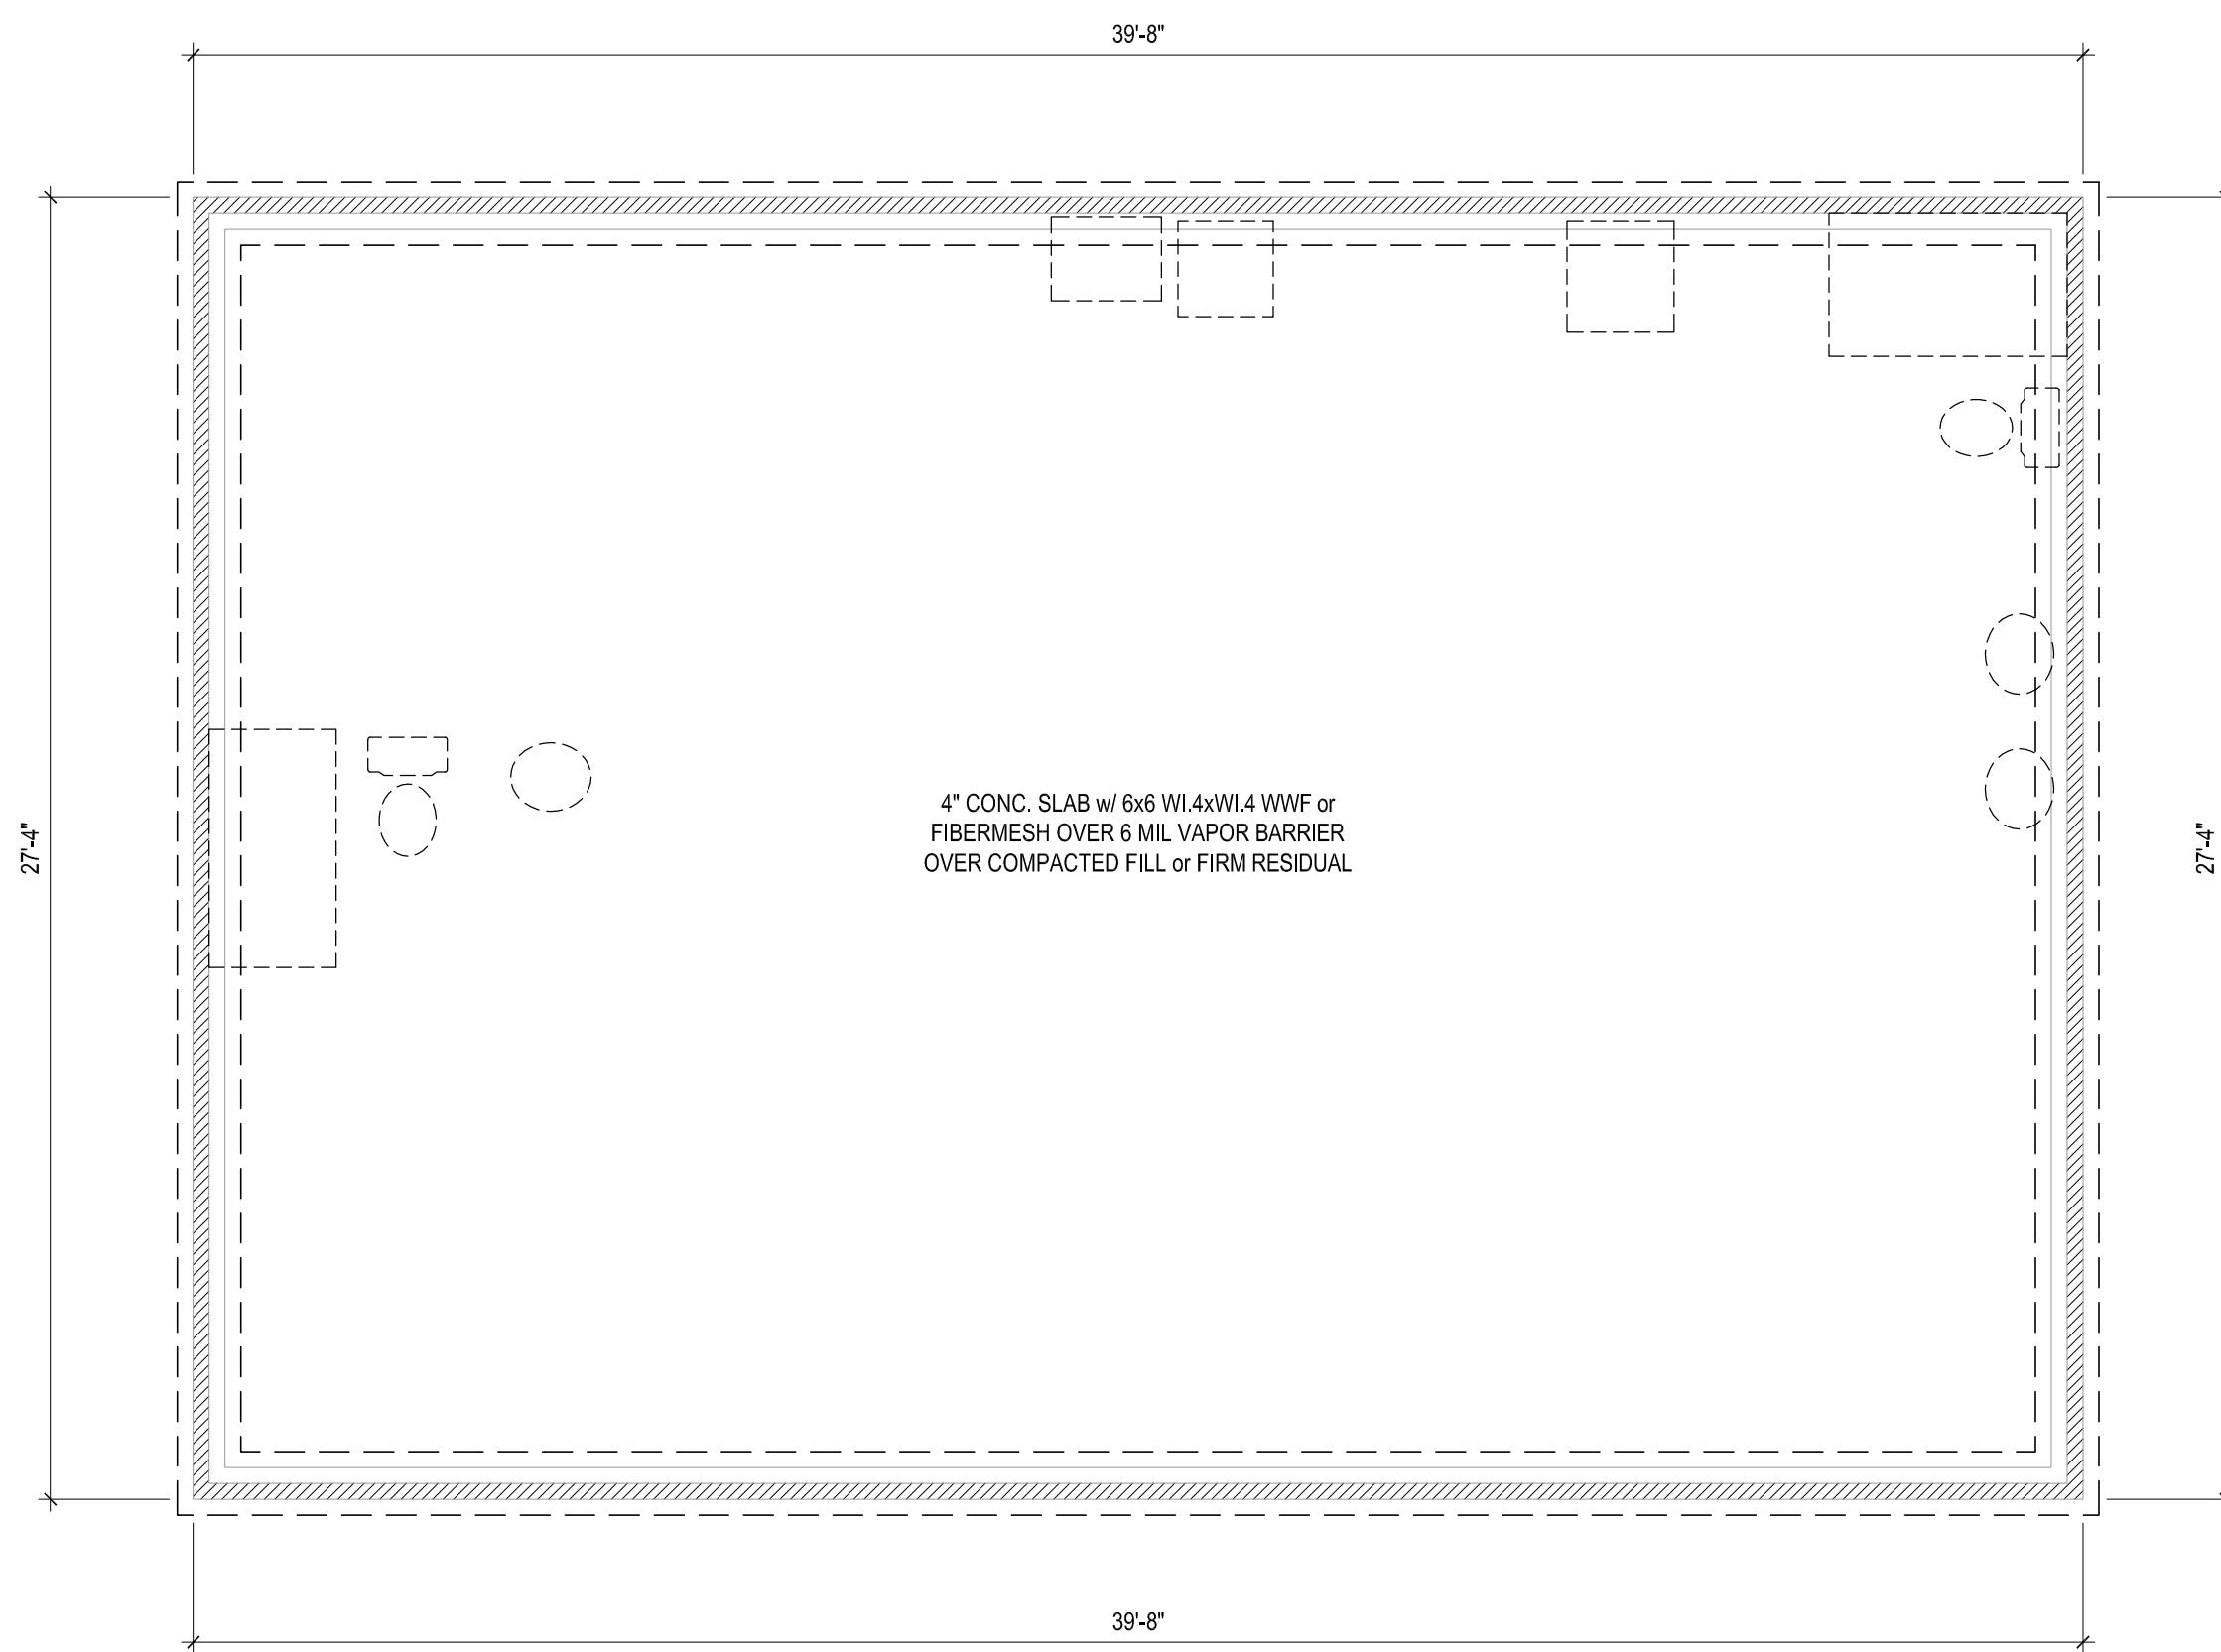 39'-8"
27'-4"
4" CONC. SLAB w/ 6x6 WI.4xWI.4 WWF or
FIBERMESH OVER 6 MIL VAPOR BARRIER
OVER COMPACTED FILL or FIRM RESIDUAL
27'-4"
39'-8"